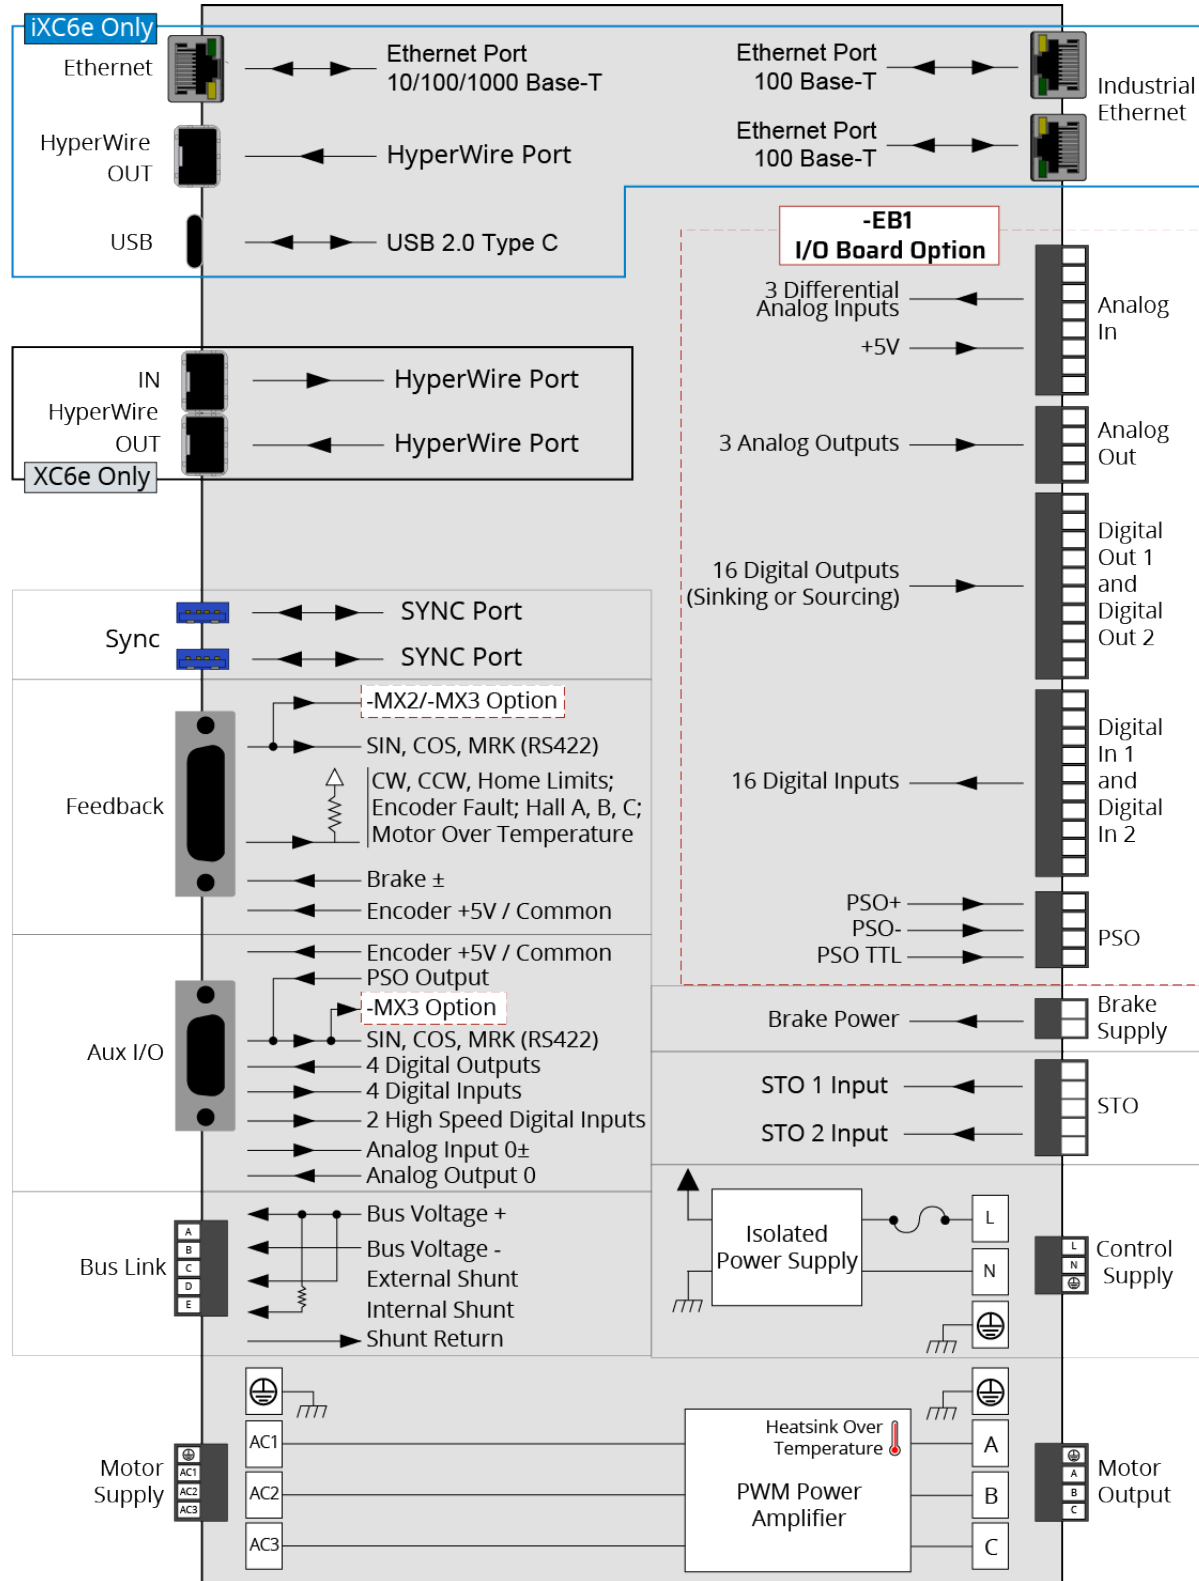 iXC6e Only
Ethernet
Ethernet Port
10/100/1000 Base-T
HyperWire
OUT
HyperWire Port
USB
USB 2.0 Type C
Ethernet Port
100 Base-T
Ethernet Port
100 Base-T
Industrial
Ethernet
IN
HyperWire
OUT
HyperWire Port
HyperWire Port
XC6e Only
-EB1
I/O Board Option
3 Differential
Analog Inputs
+5V
Analog
In
3 Analog Outputs
Analog
Out
16 Digital Outputs
(Sinking or Sourcing)
Digital
Out 1
and
Digital
Out 2
16 Digital Inputs
Digital
In 1
and
Digital
In 2
PSO+
PSO-
PSO TTL
PSO
Sync
SYNC Port
SYNC Port
Feedback
-MX2/-MX3 Option
SIN, COS, MRK (RS422)
CW, CCW, Home Limits;
Encoder Fault; Hall A, B, C;
Motor Over Temperature
Brake ±
Encoder +5V / Common
Aux I/O
Encoder +5V / Common
PSO Output
-MX3 Option
SIN, COS, MRK (RS422)
4 Digital Outputs
4 Digital Inputs
2 High Speed Digital Inputs
Analog Input 0±
Analog Output 0
Brake Power
Brake
Supply
STO 1 Input
STO 2 Input
STO
Bus Link
A
B
C
D
E
Bus Voltage +
Bus Voltage -
External Shunt
Internal Shunt
Shunt Return
Isolated
Power Supply
L
N
L
N
Control
Supply
Motor
Supply
AC1
AC2
AC3
AC1
AC2
AC3
Heatsink Over
Temperature
PWM Power
Amplifier
A
B
C
A
B
C
Motor
Output